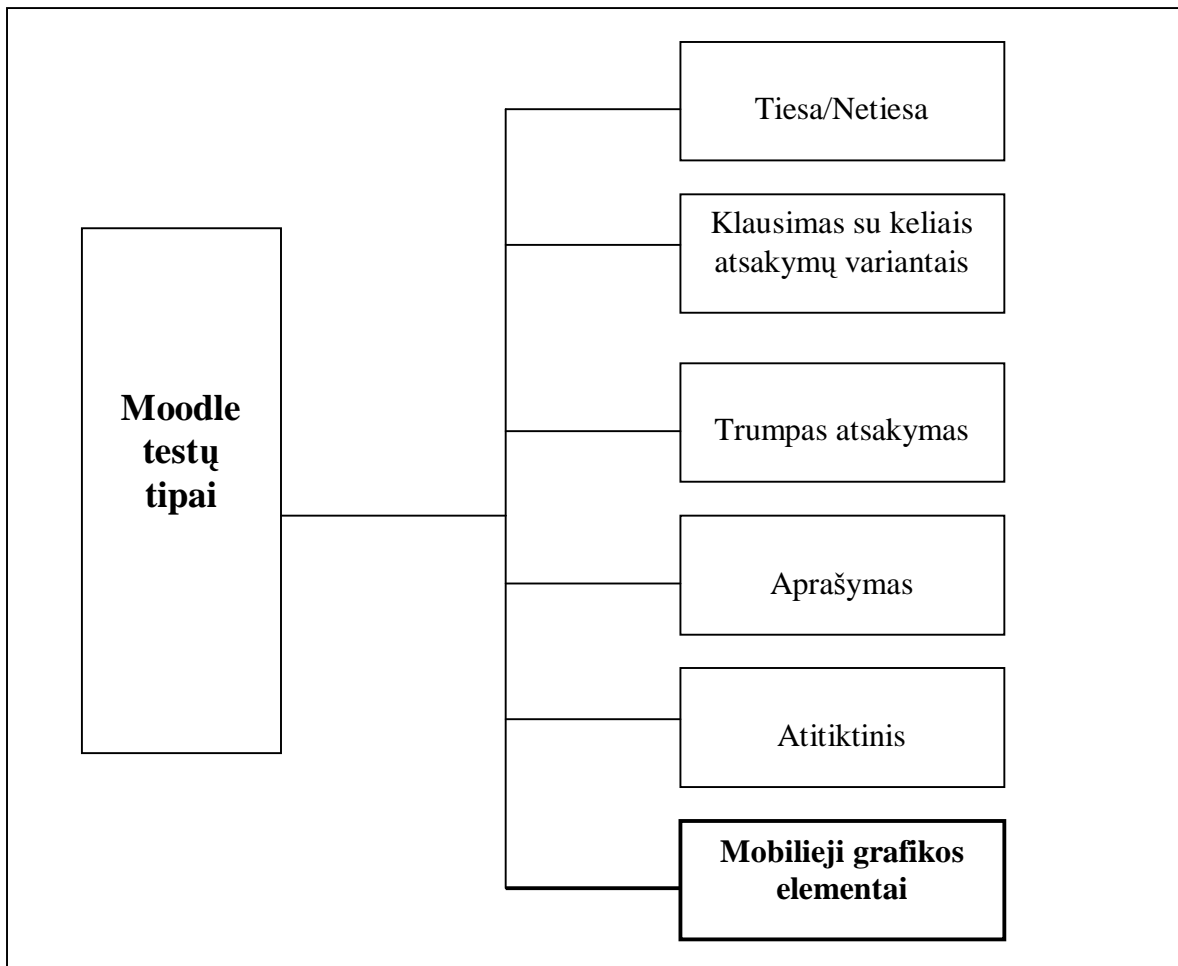 Tiesa/Netiesa
Klausimas su keliais
atsakymų variantais
Moodle
testų
tipai
Trumpas atsakymas
Aprašymas
Atitiktinis
Mobilieji grafikos
elementai